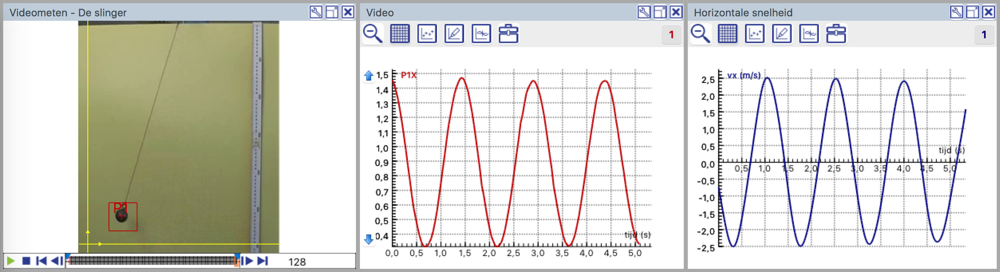 Videometen - De slinger
P1
128
Video
1
P1X
1,5
1,4
1,3
1,2
1,1
1,0
0,9
0,8
0,7
0,6
0,5
0,4
tijd (s)
0,0 0,5 1,0 1,5 2,0 2,5 3,0 3,5 4,0 4,5 5,0
Horizontale snelheid
1
vx (m/s)
2,5
2,0
1,5
1,0
0,5
tijd (s)
0,0
0,5 1,0 1,5 2,0 2,5 3,0 3,5 4,0 4,5 5,0
-0,5
-1,0
-1,5
-2,0
-2,5